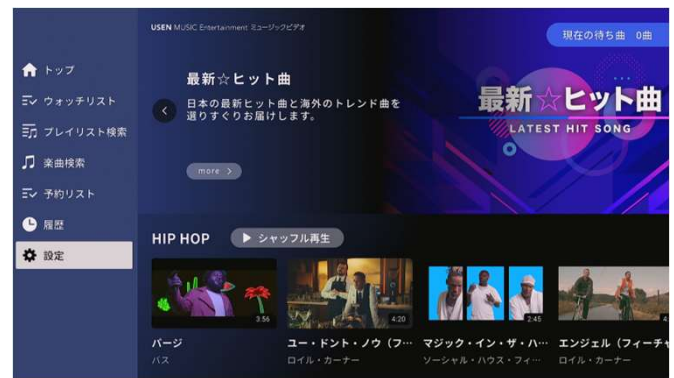 USEN MUSIC Entertainment ミュージックビデオ
現在の待ち曲 0曲
トップ
ウォッチリスト
プレイリスト検索
楽曲検索
予約リスト
履歴
設定
最新☆ヒット曲
日本の最新ヒット曲と海外のトレンド曲を
選りすぐりお届けします。
more >
最新☆ヒット曲
LATEST HIT SONG
HIP HOP
シャッフル再生
3:56
4:20
2:45
4:
バージ
ユー・ドント・ノウ（フ…
マジック・イン・ザ・ハ…
エンジェル（フィーチャ
バス
ロイル・カーナー
ソーシャル・ハウス・フィ…
ロイル・カーナー